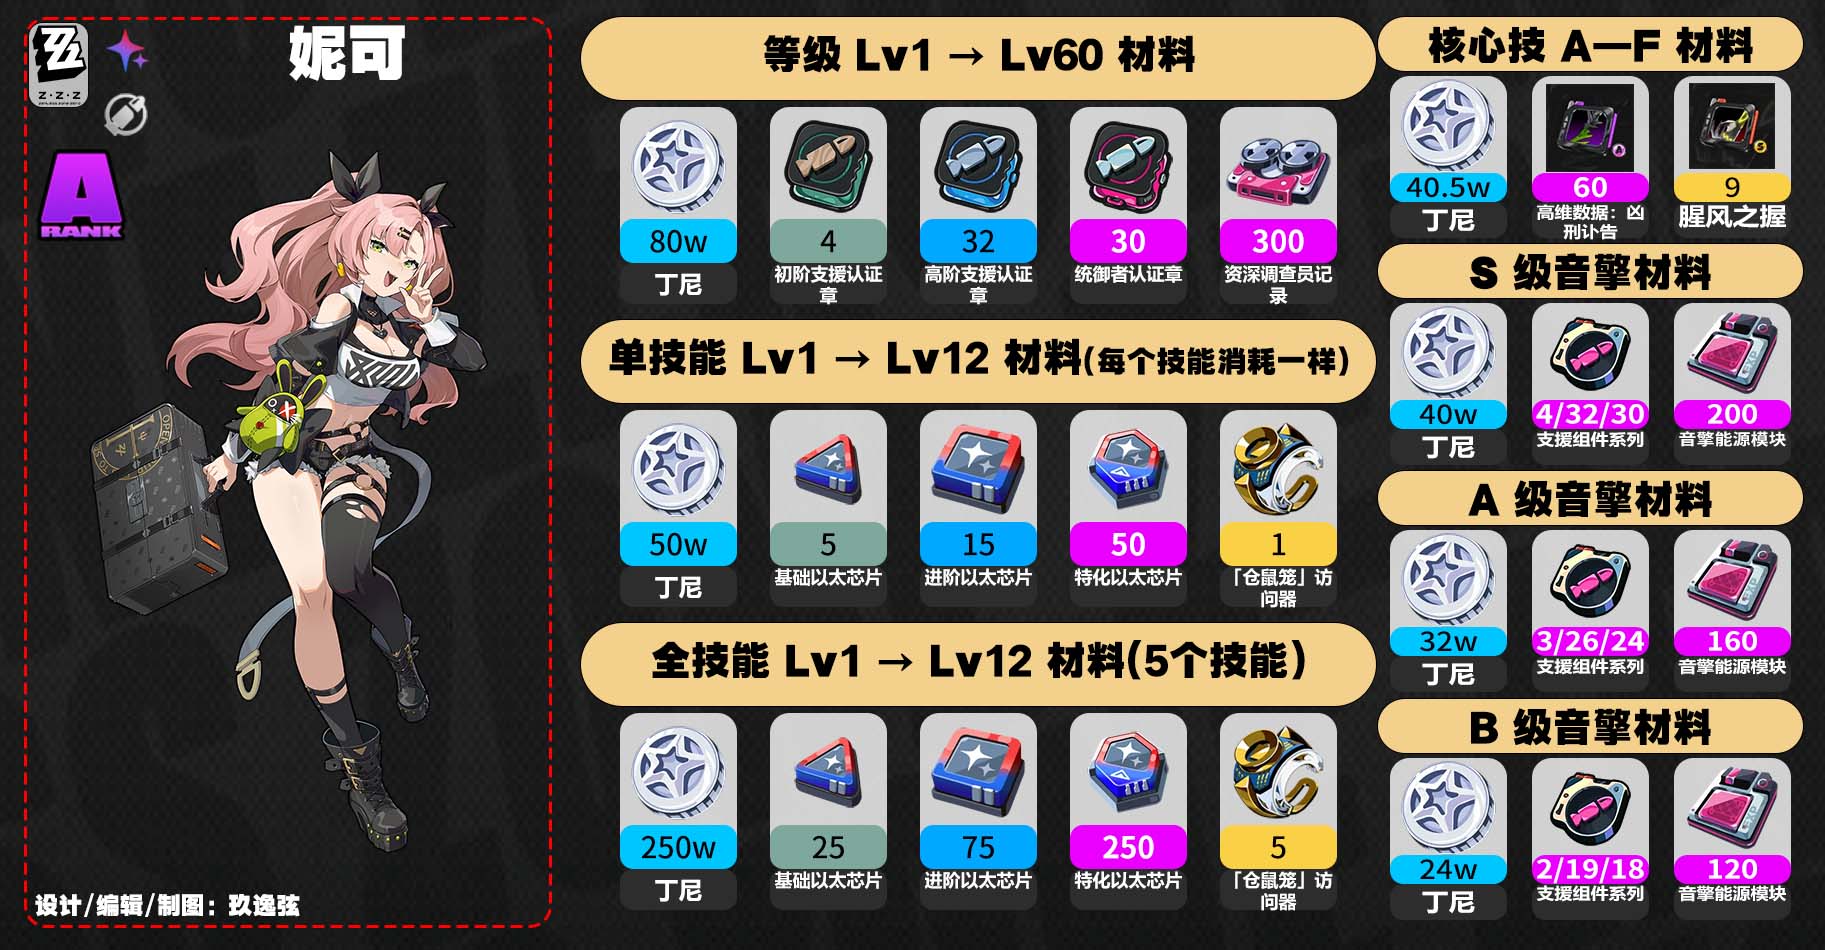 Z·Z·Z
妮可
A
RANK
设计/编辑/制图：玖逸弦
等级 Lv1 → Lv60 材料
80w
丁尼
4
初阶支援认证
章
32
高阶支援认证
章
30
统御者认证章
300
资深调查员记
录
单技能 Lv1 → Lv12 材料(每个技能消耗一样)
50w
丁尼
5
基础以太芯片
15
进阶以太芯片
50
特化以太芯片
1
「仓鼠笼」访
问器
全技能 Lv1 → Lv12 材料(5个技能)
250w
丁尼
25
基础以太芯片
75
进阶以太芯片
250
特化以太芯片
5
「仓鼠笼」访
问器
核心技 A—F 材料
40.5w
丁尼
60
高维数据：凶
刑讣告
9
腥风之握
S 级音擎材料
40w
丁尼
4/32/30
支援组件系列
200
音擎能源模块
A 级音擎材料
32w
丁尼
3/26/24
支援组件系列
160
音擎能源模块
B 级音擎材料
24w
丁尼
2/19/18
支援组件系列
120
音擎能源模块